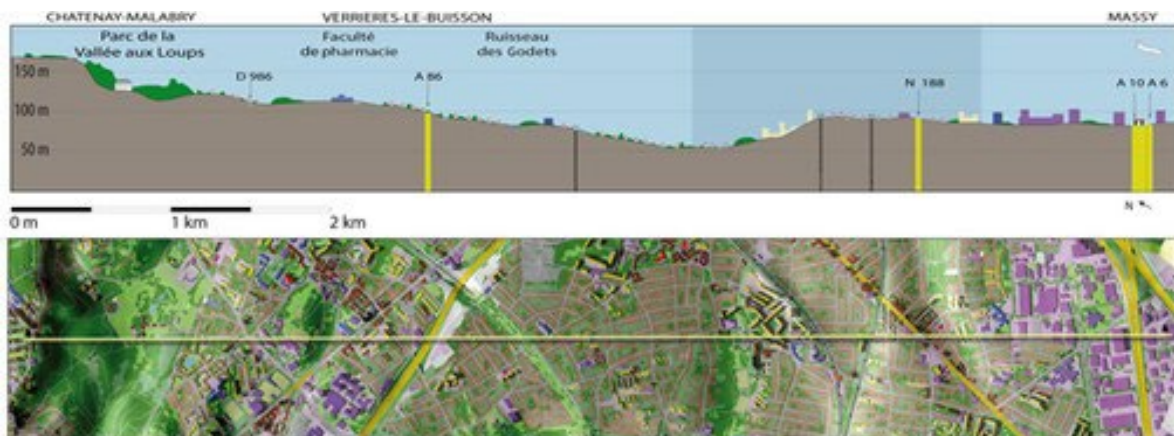 CHATENAY-MALABRY VERRIERES-LE-BUISSON MASSY
Parc de la Vallée aux Loups
Faculté de pharmacie
Ruisseau des Godets
150 m
D 986
A 86
N 188
A 10 A 6
100 m
50 m
N
0 m 1 km 2 km